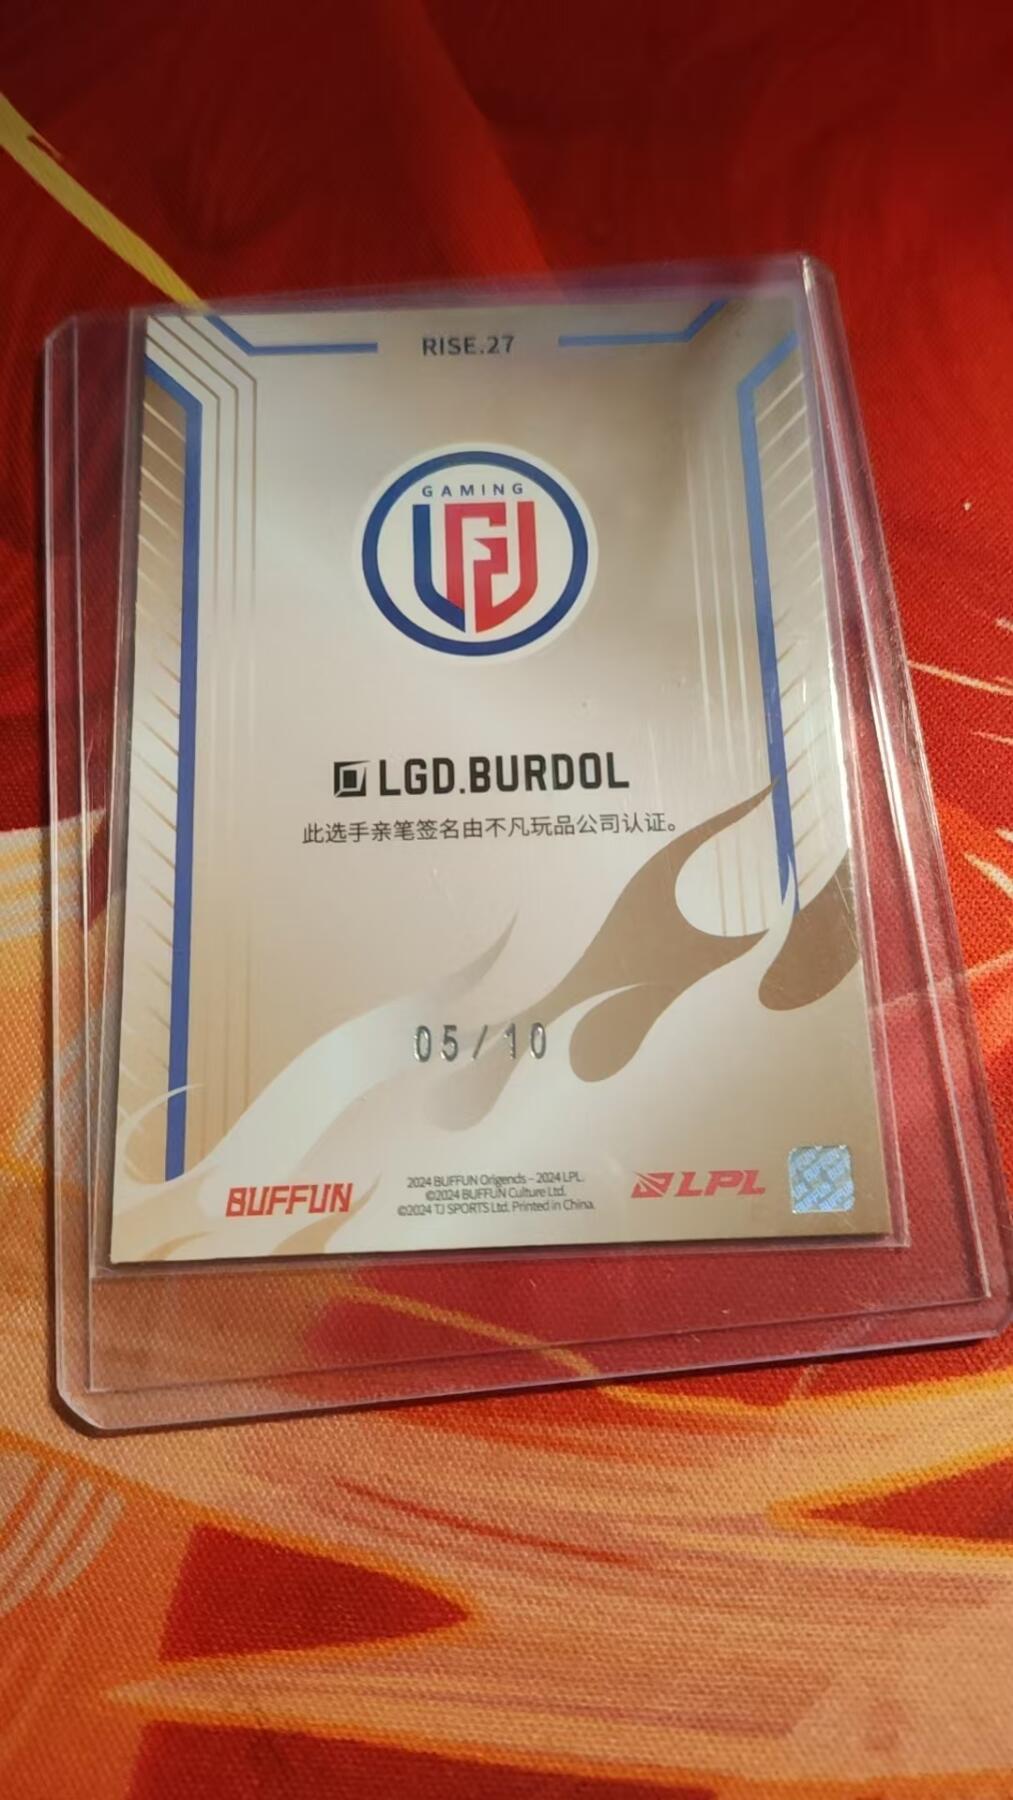 RISE.27
GAMING
LGD
LGD.BURDOL
此选手亲笔签名由不凡玩品公司认证。
05/10
BUFFUN
2024 BUFFUN Origends - 2024 LPL.
©2024 BUFFUN Culture Ltd.
©2024 TJ SPORTS Ltd. Printed in China.
LPL
BUFFUN